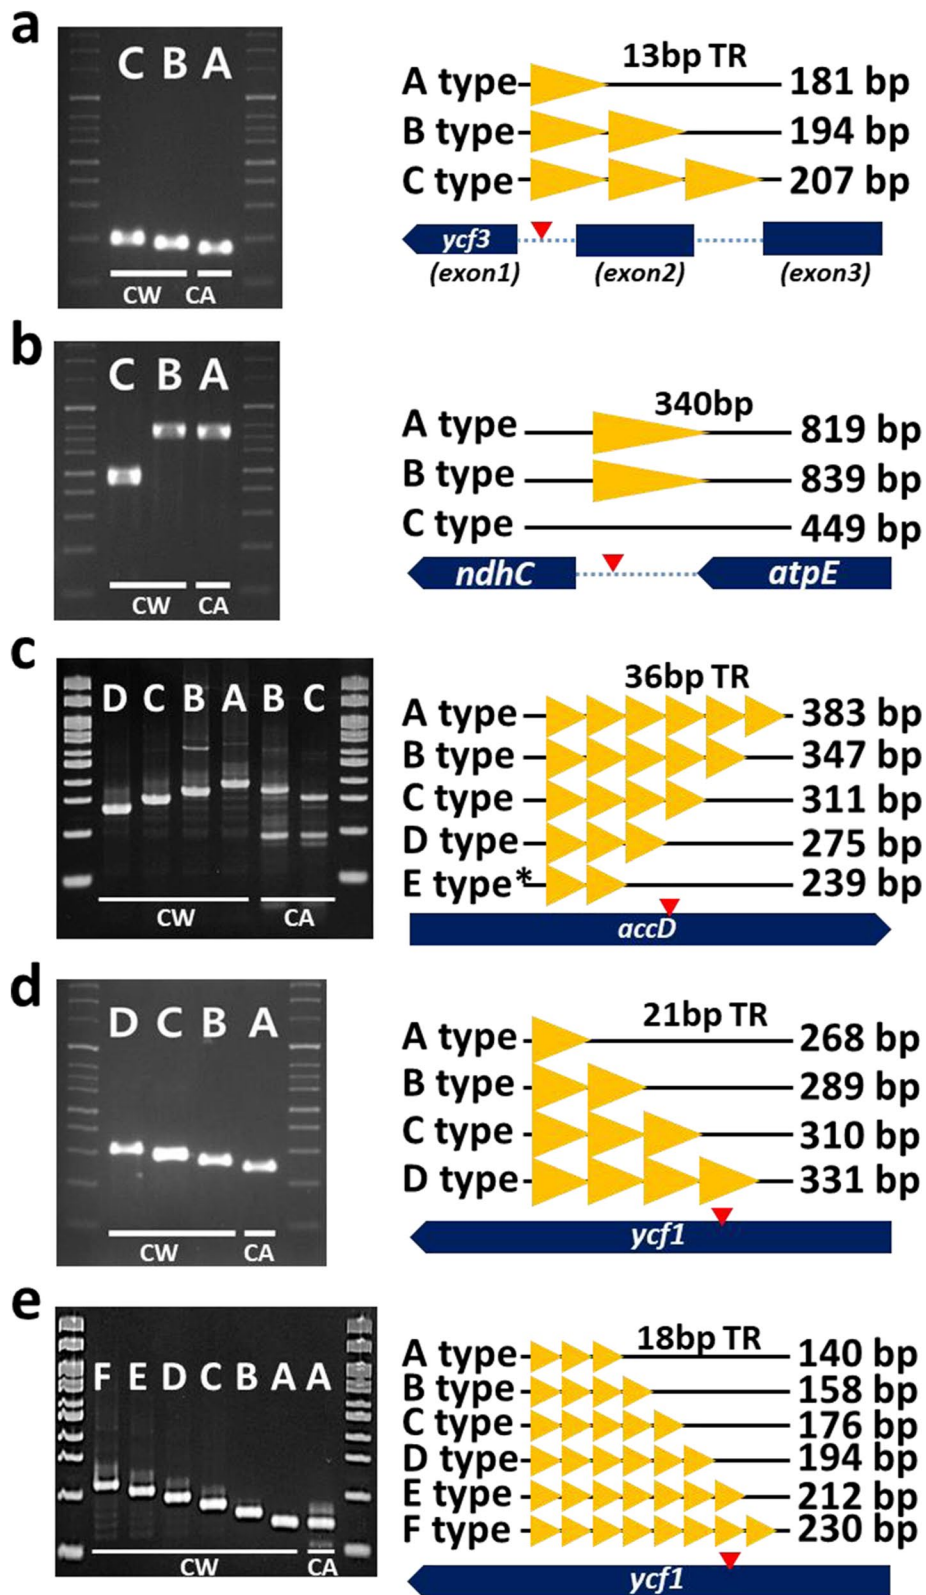 a
C B A
CW CA
13bp TR
A type 181 bp
B type 194 bp
C type 207 bp
ycf3
(exon1) (exon2) (exon3)
b
C B A
CW CA
340bp
A type 819 bp
B type 839 bp
C type 449 bp
ndhC atpE
c
D C B A B C
CW CA
36bp TR
A type 383 bp
B type 347 bp
C type 311 bp
D type 275 bp
E type* 239 bp
accD
d
D C B A
CW CA
21bp TR
A type 268 bp
B type 289 bp
C type 310 bp
D type 331 bp
ycf1
e
F E D C B A A
CW CA
18bp TR
A type 140 bp
B type 158 bp
C type 176 bp
D type 194 bp
E type 212 bp
F type 230 bp
ycf1